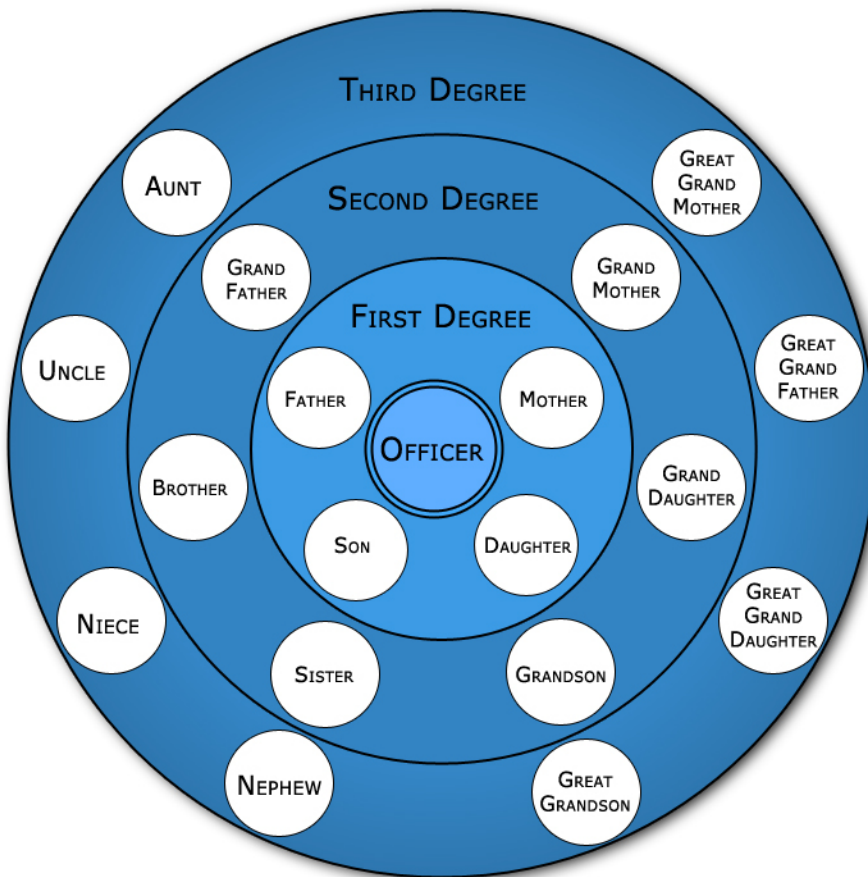 Third Degree
Aunt
Great
Grand
Mother
Second Degree
Grand
Father
Grand
Mother
First Degree
Uncle
Great
Grand
Father
Father
Mother
Officer
Brother
Grand
Daughter
Son
Daughter
Niece
Great
Grand
Daughter
Sister
Grandson
Nephew
Great
Grandson